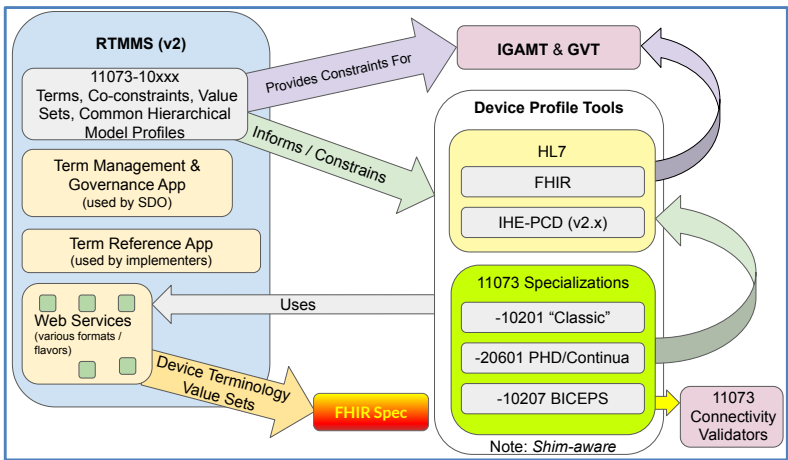 RTMMS (v2)
11073-10xxx
Terms, Co-constraints, Value
Sets, Common Hierarchical
Model Profiles
Term Management &
Governance App
(used by SDO)
Term Reference App
(used by implementers)
Web Services
(various formats /
flavors)
Provides Constraints For
Informs / Constrains
Uses
Device Terminology
Value Sets
FHIR Spec
IGAMT & GVT
Device Profile Tools
HL7
FHIR
IHE-PCD (v2.x)
11073 Specializations
-10201 “Classic”
-20601 PHD/Continua
-10207 BICEPS
Note: Shim-aware
11073
Connectivity
Validators